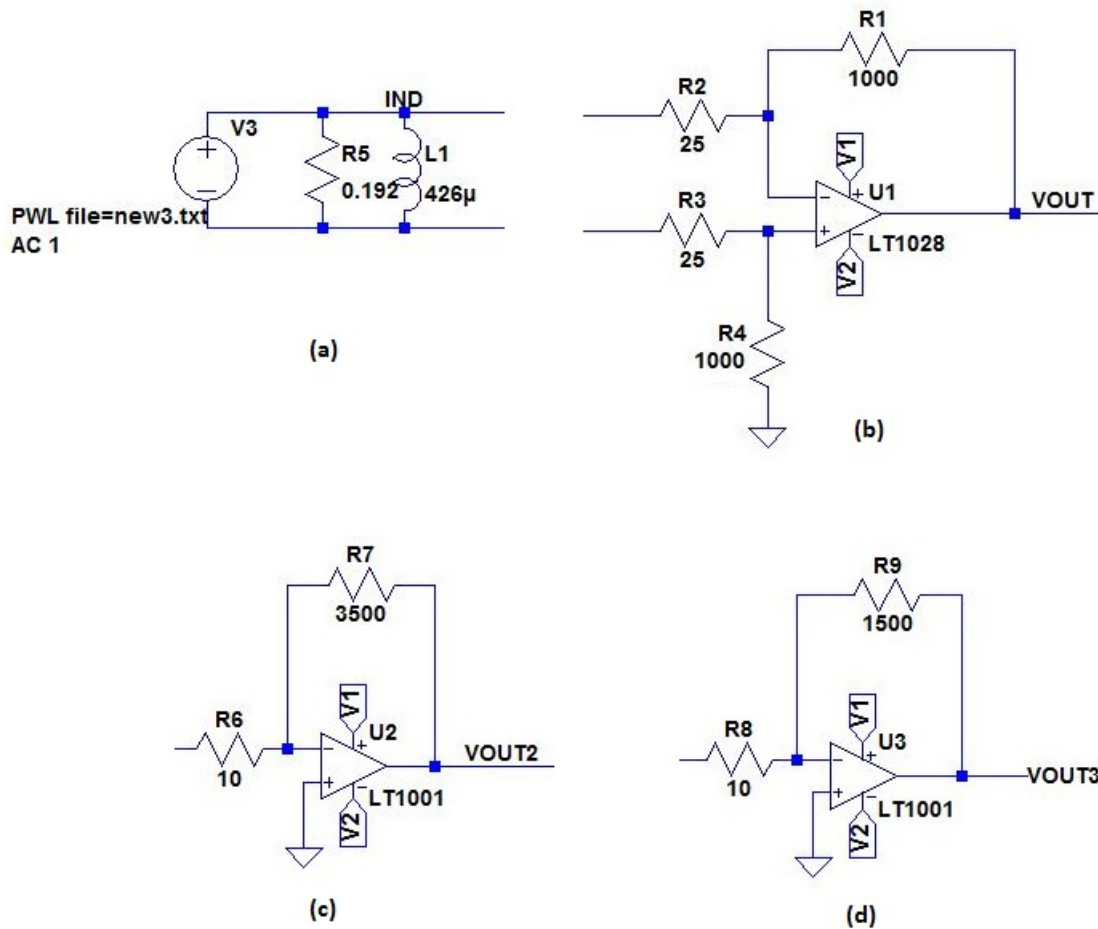 IND
V3
R5
0.192
L1
426µ
PWL file=new3.txt
AC 1
(a)
R1
1000
R2
25
V1
U1
R3
25
VOUT
LT1028
V2
R4
1000
(b)
R7
3500
R6
10
V1
U2
VOUT2
LT1001
V2
(c)
R9
1500
R8
10
V1
U3
VOUT3
LT1001
V2
(d)